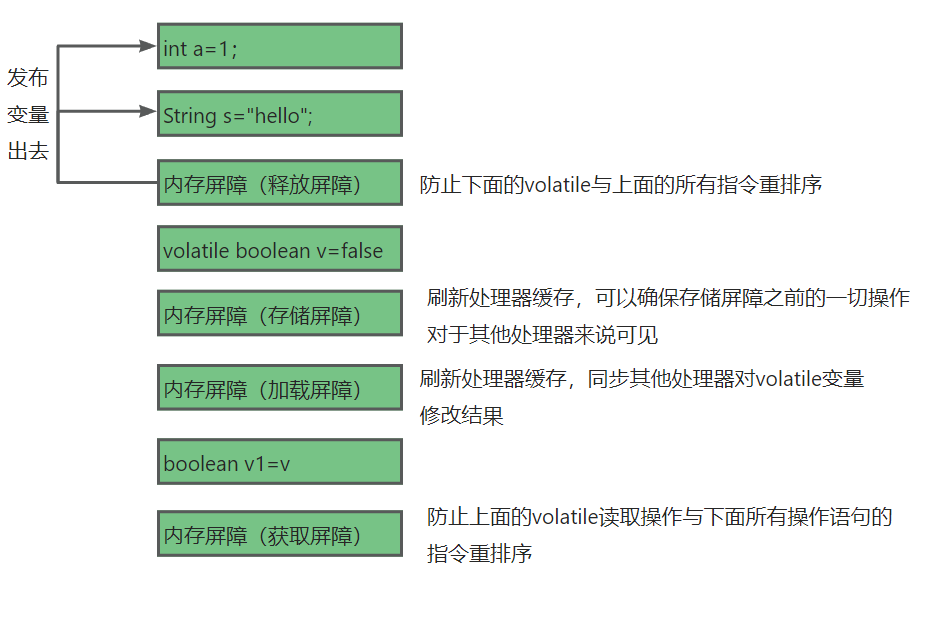 int a=1;
发布
变量
出去
String s="hello";
内存屏障（释放屏障）
防止下面的volatile与上面的所有指令重排序
volatile boolean v=false
内存屏障（存储屏障）
刷新处理器缓存，可以确保存储屏障之前的一切操作
对于其他处理器来说可见
内存屏障（加载屏障）
刷新处理器缓存，同步其他处理器对volatile变量
修改结果
boolean v1=v
内存屏障（获取屏障）
防止上面的volatile读取操作与下面所有操作语句的
指令重排序